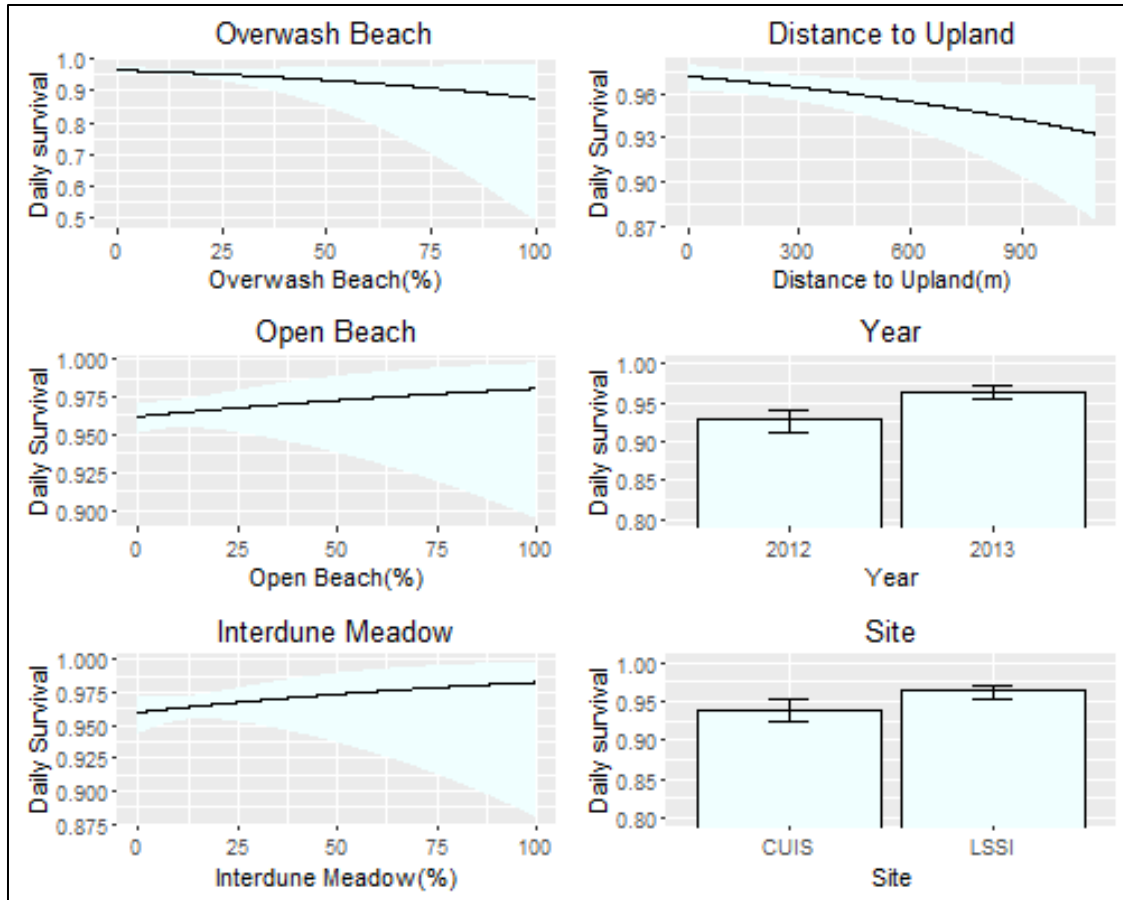 Overwash Beach
Daily survival
1.0
0.9
0.8
0.7
0.6
0.5
0 25 50 75 100
Overwash Beach(%)
Distance to Upland
Daily Survival
0.96
0.93
0.90
0.87
0 300 600 900
Distance to Upland(m)
Open Beach
Daily Survival
1.000
0.975
0.950
0.925
0.900
0 25 50 75 100
Open Beach(%)
Year
Daily survival
1.00
0.95
0.90
0.85
0.80
2012 2013
Year
Interdune Meadow
Daily Survival
1.000
0.975
0.950
0.925
0.900
0.875
0 25 50 75 100
Interdune Meadow(%)
Site
Daily survival
1.00
0.95
0.90
0.85
0.80
CUIS LSSI
Site